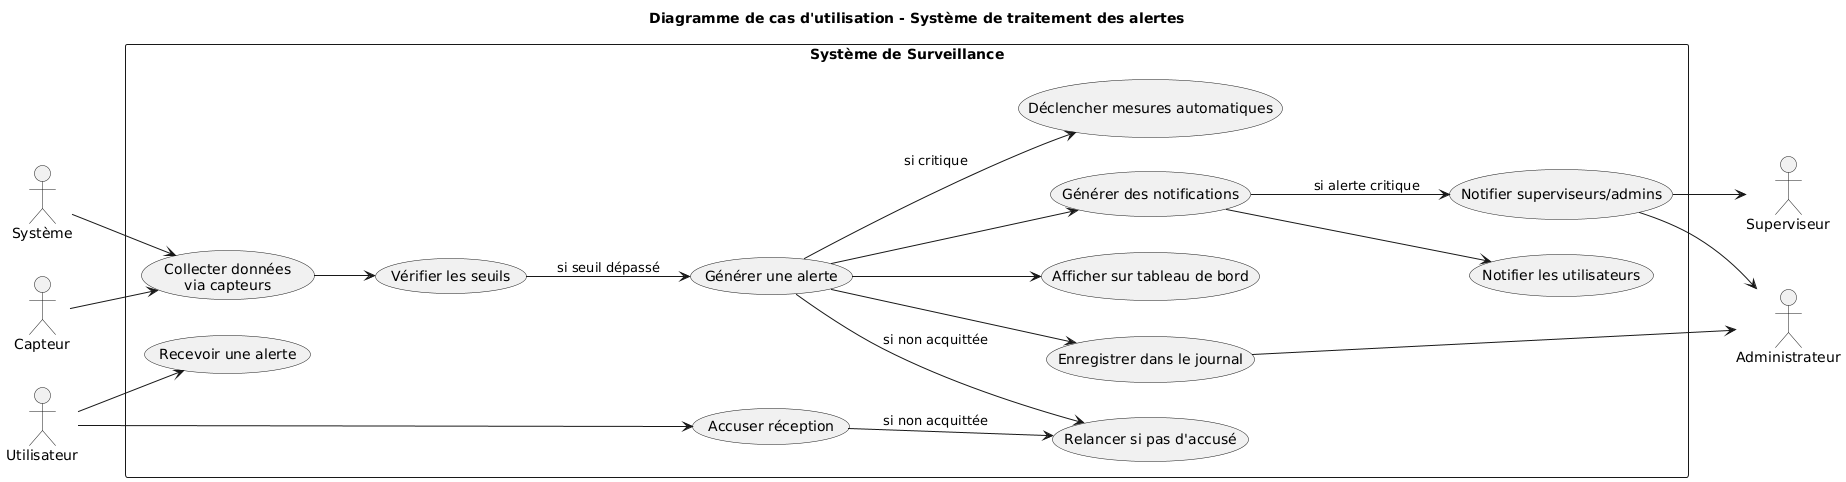 Diagramme de cas d'utilisation - Système de traitement des alertes
Système de Surveillance
Déclencher mesures automatiques
si critique
Générer des notifications
si alerte critique
Notifier superviseurs/admins
Superviseur
Système
Collecter données
via capteurs
Vérifier les seuils
si seuil dépassé
Générer une alerte
Afficher sur tableau de bord
Notifier les utilisateurs
Capteur
Recevoir une alerte
si non acquittée
Enregistrer dans le journal
Administrateur
Utilisateur
Accuser réception
si non acquittée
Relancer si pas d'accusé